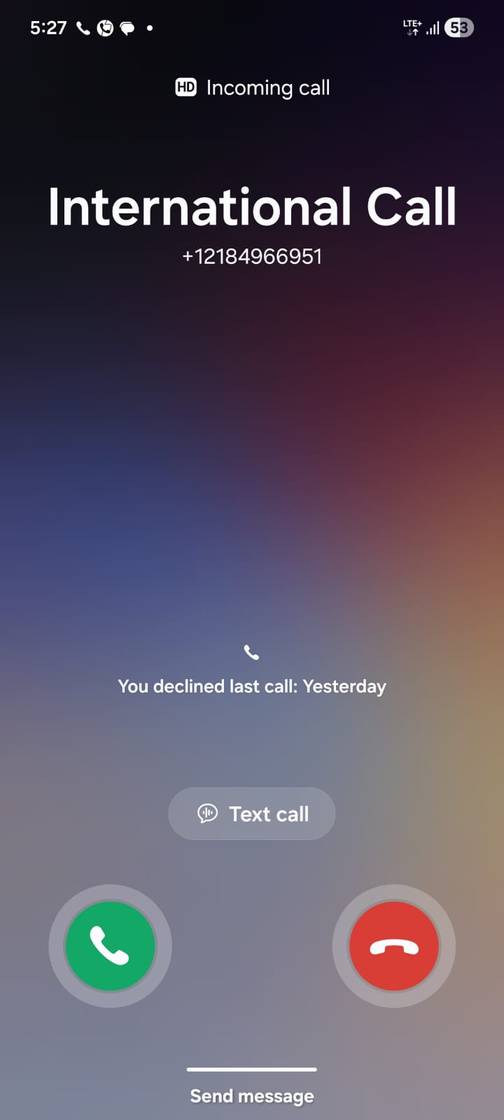 5:27
LTE+
53
HD Incoming call
International Call
+12184966951
You declined last call: Yesterday
Text call
Send message